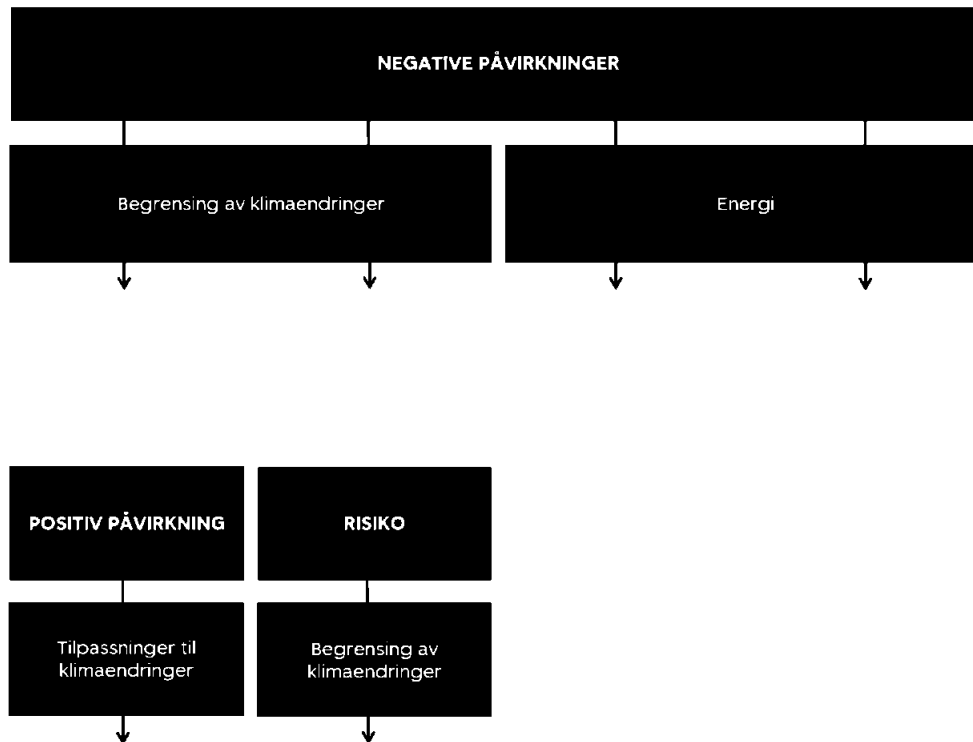 NEGATIVE PÅVIRKNINGER
Begrensing av klimaendringer
Energi
POSITIV PÅVIRKNING
RISIKO
Tilpassninger til
klimaendringer
Begrensing av
klimaendringer